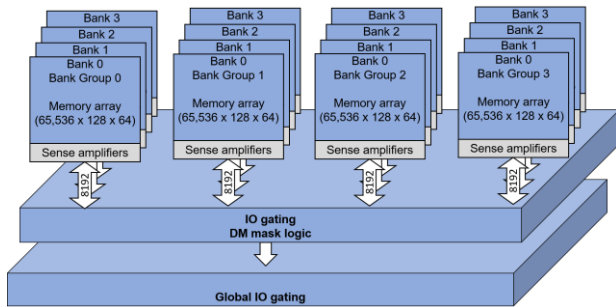 Bank 3
Bank 2
Bank 1
Bank 0
Bank Group 0
Memory array
(65,536 x 128 x 64)
Sense amplifiers
8192
Bank 3
Bank 2
Bank 1
Bank 0
Bank Group 1
Memory array
(65,536 x 128 x 64)
Sense amplifiers
8192
Bank 3
Bank 2
Bank 1
Bank 0
Bank Group 2
Memory array
(65,536 x 128 x 64)
Sense amplifiers
8192
Bank 3
Bank 2
Bank 1
Bank 0
Bank Group 3
Memory array
(65,536 x 128 x 64)
Sense amplifiers
8192
IO gating
DM mask logic
Global IO gating